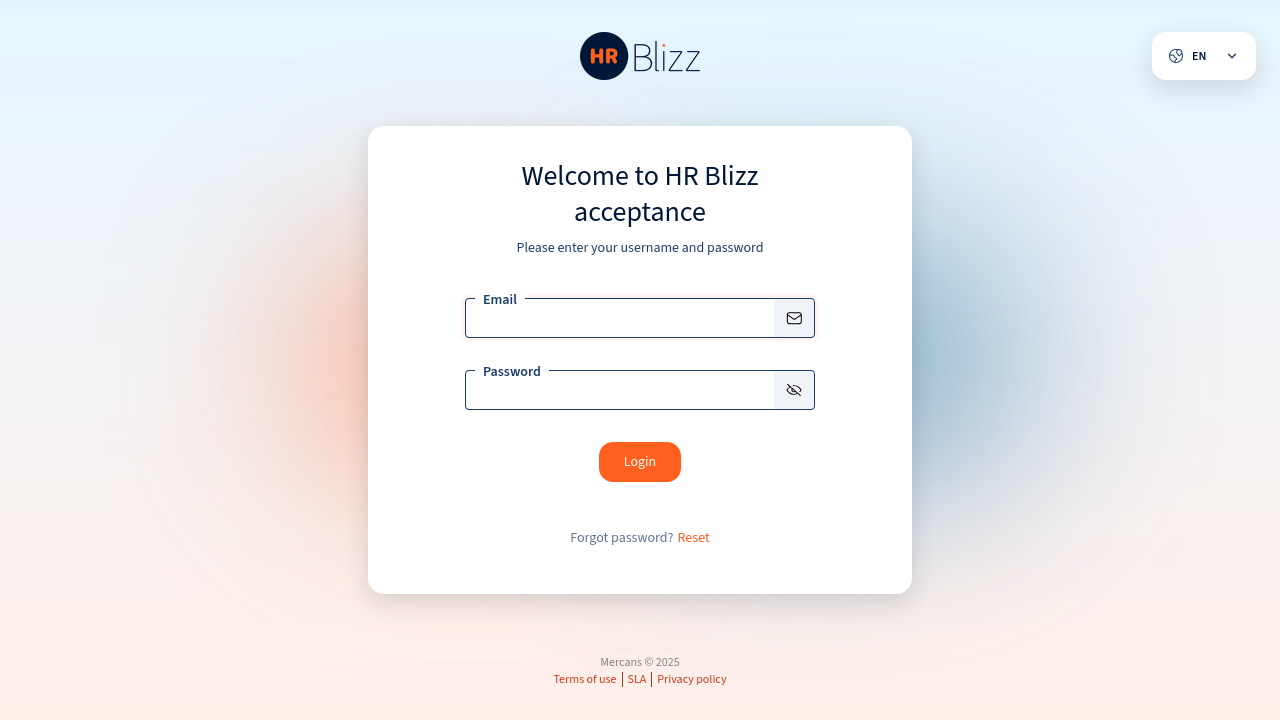 HR Blizz
EN
Welcome to HR Blizz
acceptance
Please enter your username and password
Email
Password
Login
Forgot password? Reset
Mercans © 2025
Terms of use | SLA | Privacy policy